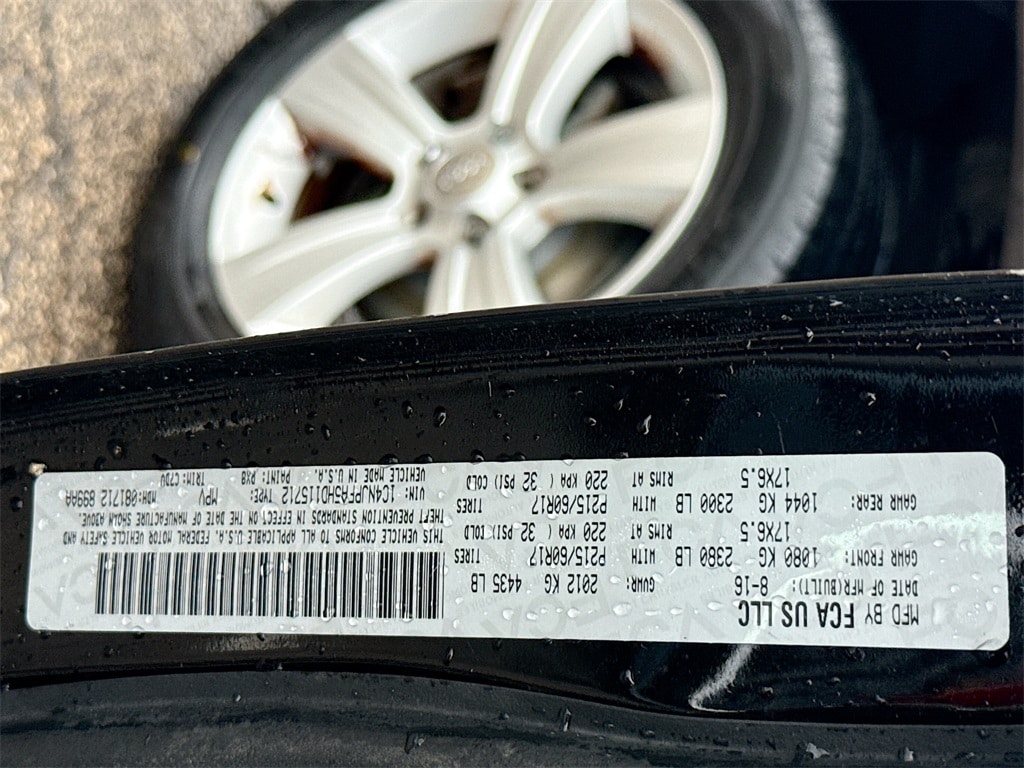 MFD BY FCA US LLC
DATE OF MFR(BUILT): 8-16 GVWR: 2012 KG 4435 LB
GAWR FRONT: 1080 KG 2380 LB WITH P215/60R17 TIRES
17X6.5 RIMS AT 220 KPA ( 32 PSI) COLD
GAWR REAR: 1044 KG 2300 LB WITH P215/60R17 TIRES
17X6.5 RIMS AT 220 KPA ( 32 PSI) COLD
THIS VEHICLE CONFORMS TO ALL APPLICABLE U.S.A. FEDERAL MOTOR VEHICLE SAFETY AND
THEFT PREVENTION STANDARDS IN EFFECT ON THE DATE OF MANUFACTURE SHOWN ABOVE.
VIN: 1C4NJPFA5HD115712 TYPE: MPV MDH:081712 899AA
VEHICLE MADE IN U.S.A. PAINT: PX8 TRIM: C7DV